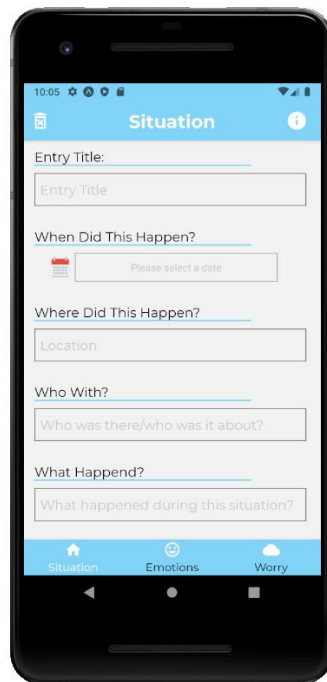 10:05
Situation
Entry Title:
Entry Title
When Did This Happen?
Please select a date
Where Did This Happen?
Location
Who With?
Who was there/who was it about?
What Happend?
What happened during this situation?
Situation Emotions Worry